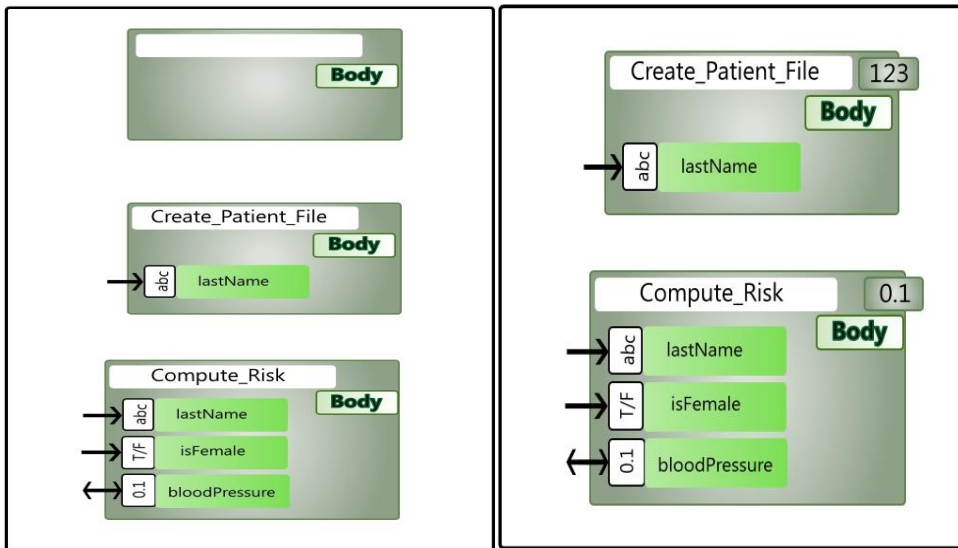 Body
Create_Patient_File
Body
abc
lastName
Compute_Risk
Body
abc
lastName
T/F
isFemale
0.1
bloodPressure
Create_Patient_File
123
Body
abc
lastName
Compute_Risk
0.1
Body
abc
lastName
T/F
isFemale
0.1
bloodPressure